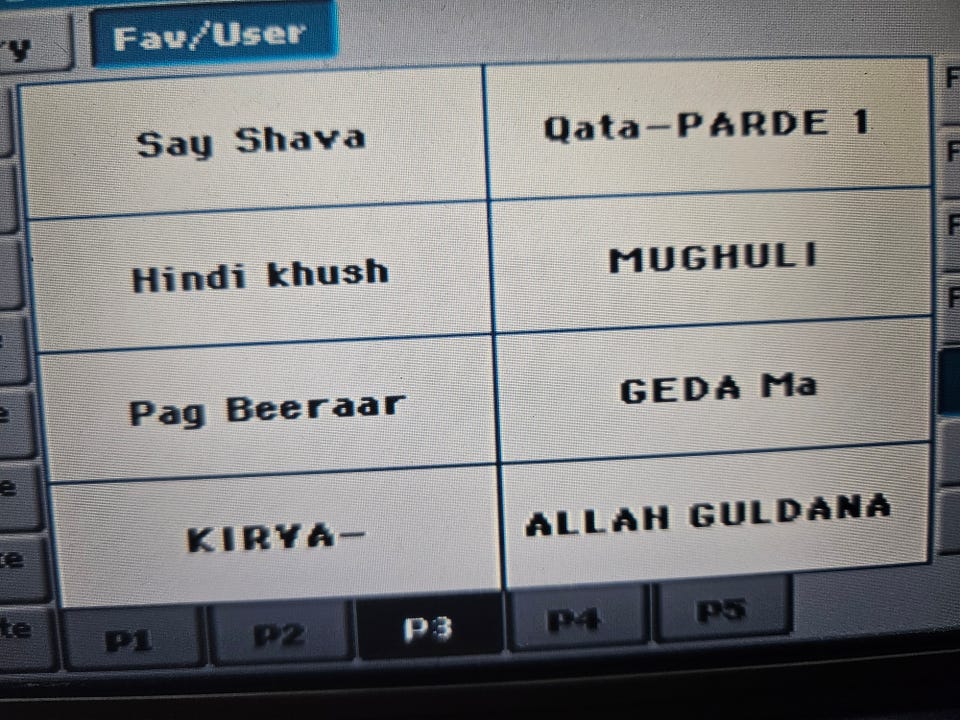 Fav/User
Say Shava
Qata-PARDE 1
Hindi khush
MUGHULI
Pag Beeraar
GEDA Ma
KIRYA-
ALLAH GULDANA
P1
P2
P3
P4
P5